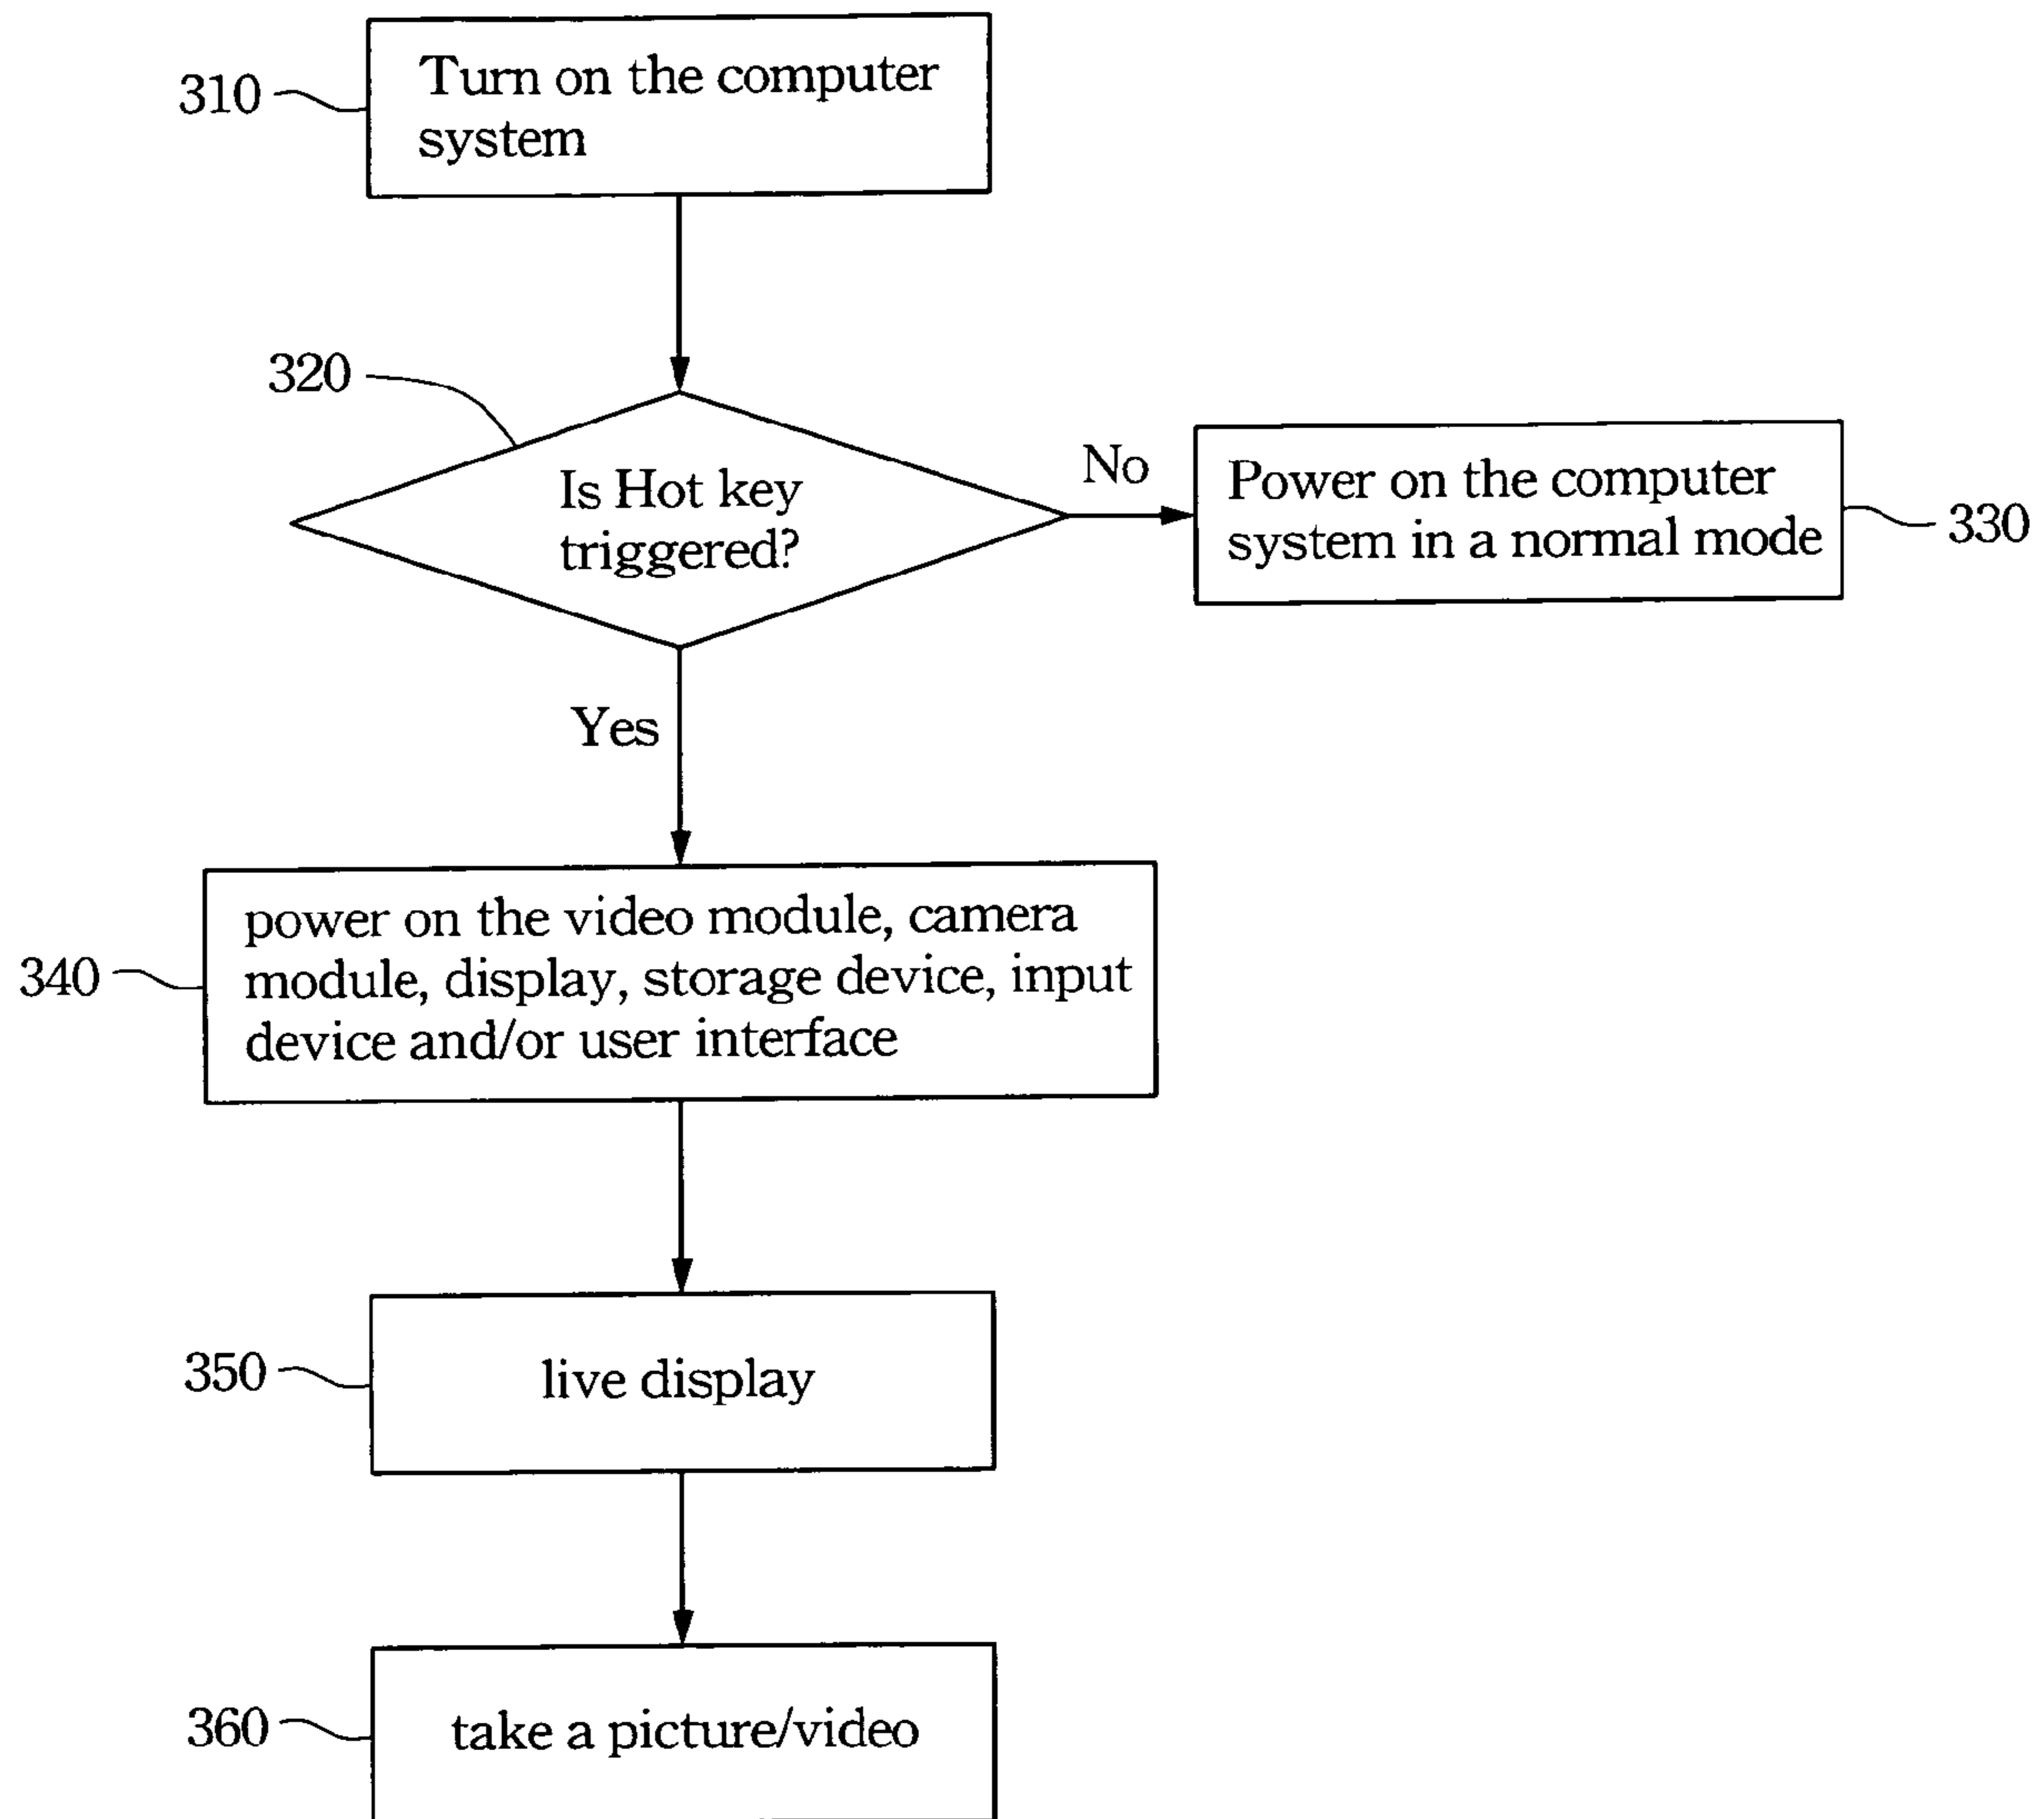 310
Turn on the computer
system
320
Is Hot key
triggered?
No
Power on the computer
system in a normal mode
330
Yes
340
power on the video module, camera
module, display, storage device, input
device and/or user interface
350
live display
360
take a picture/video